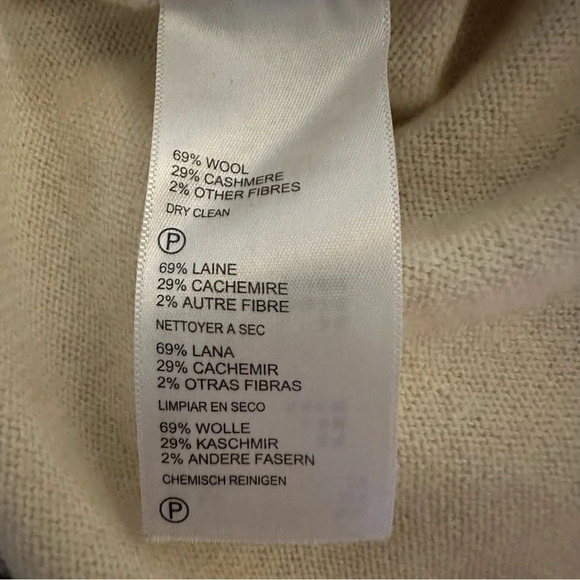 69% WOOL
29% CASHMERE
2% OTHER FIBRES
DRY CLEAN
P
69% LAINE
29% CACHEMIRE
2% AUTRE FIBRE
NETTOYER A SEC
69% LANA
29% CACHEMIR
2% OTRAS FIBRAS
LIMPIAR EN SECO
69% WOLLE
29% KASCHMIR
2% ANDERE FASERN
CHEMISCH REINIGEN
P